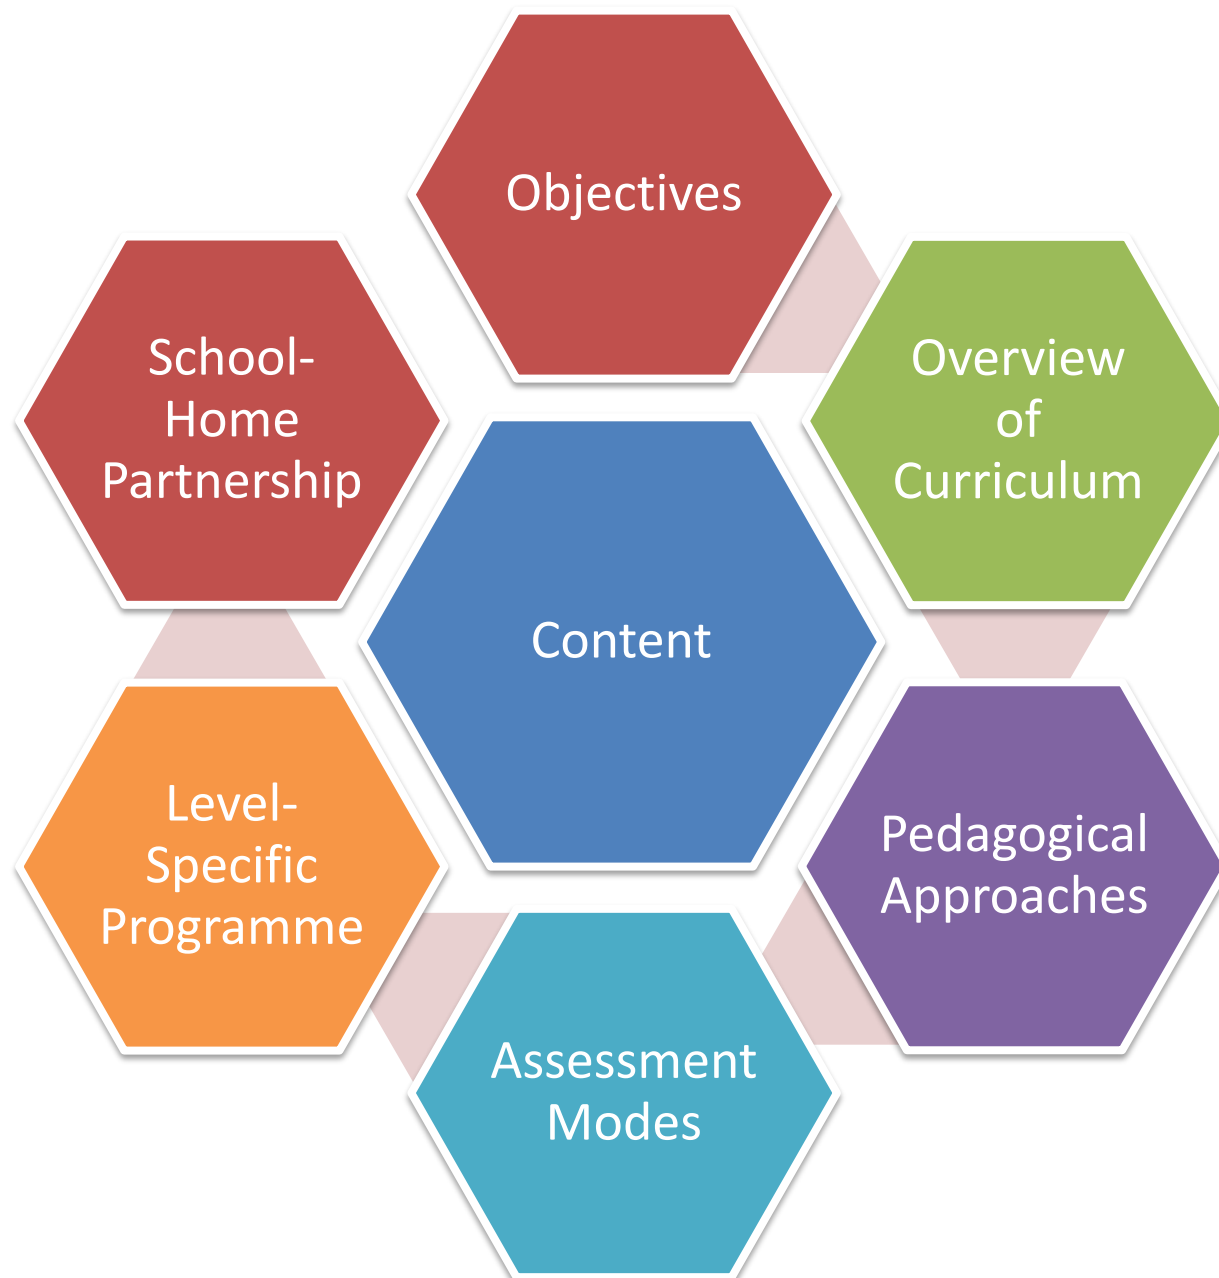 Objectives
Overview
of
Curriculum
Pedagogical
Approaches
Assessment
Modes
Level-
Specific
Programme
School-
Home
Partnership
Content